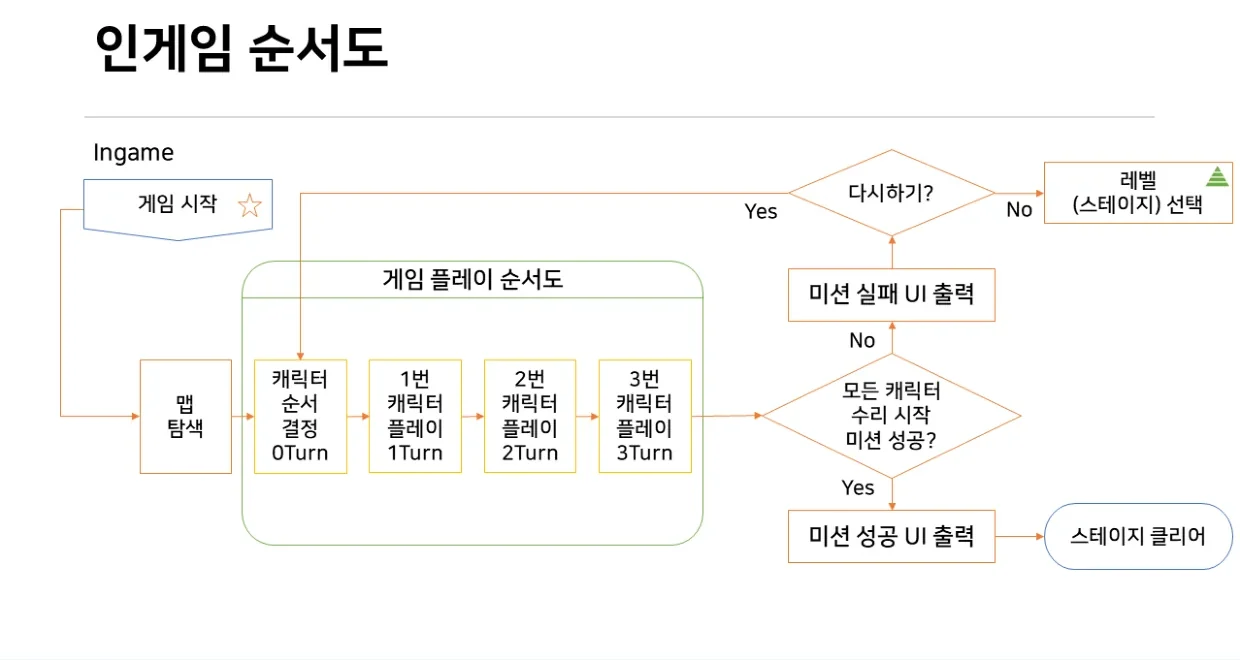 인게임 순서도
Ingame
게임 시작
다시하기?
Yes
No
레벨
(스테이지) 선택
게임 플레이 순서도
미션 실패 UI 출력
No
맵
탐색
캐릭터
순서
결정
0Turn
1번
캐릭터
플레이
1Turn
2번
캐릭터
플레이
2Turn
3번
캐릭터
플레이
3Turn
모든 캐릭터
수리 시작
미션 성공?
Yes
미션 성공 UI 출력
스테이지 클리어